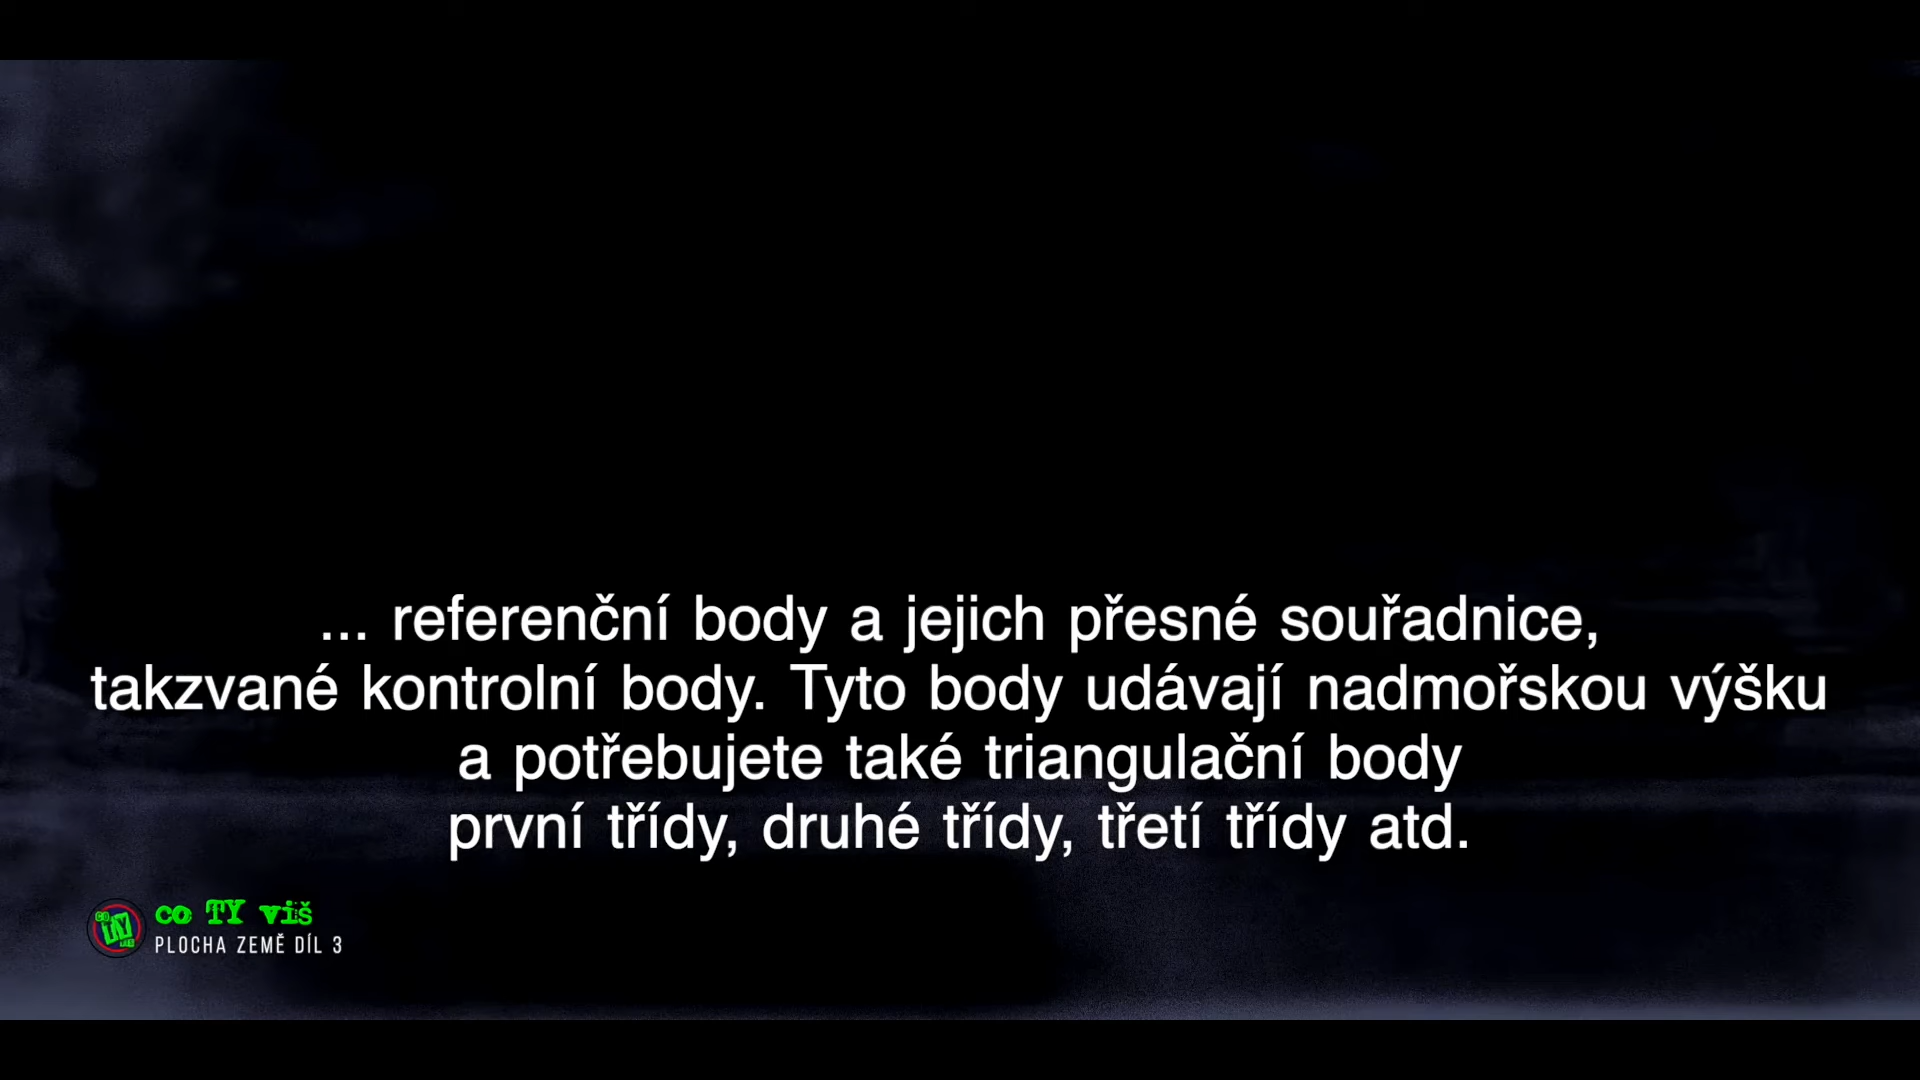 ... referenční body a jejich přesné souřadnice,
takzvané kontrolní body. Tyto body udávají nadmořskou výšku
a potřebujete také triangulační body
první třídy, druhé třídy, třetí třídy atd.
co TY víš
PLOCHA ZEMĚ DÍL 3